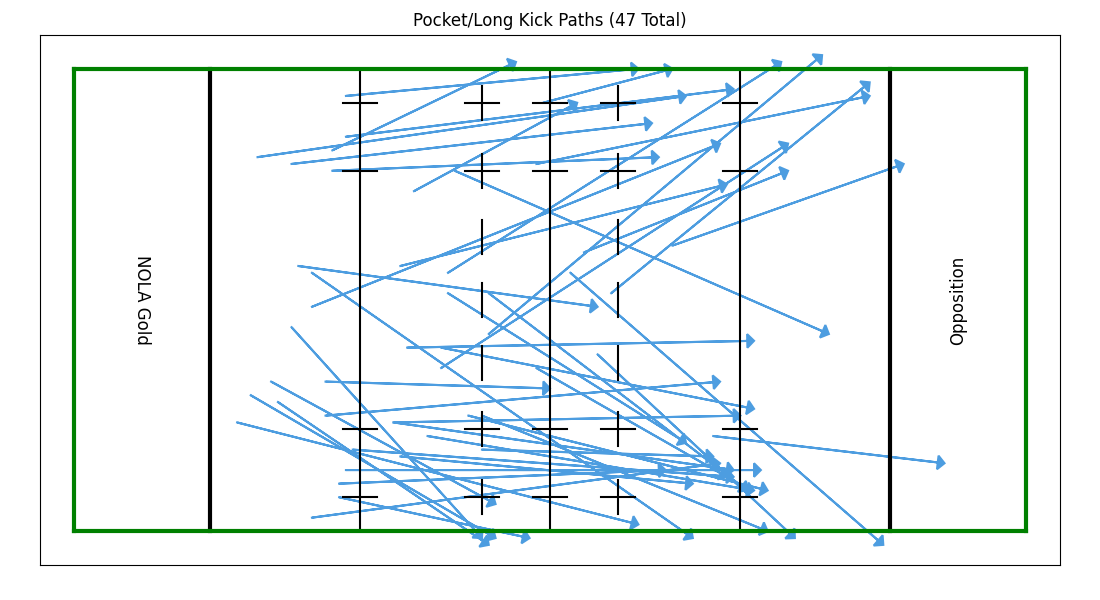 Pocket/Long Kick Paths (47 Total)
NOLA Gold
Opposition